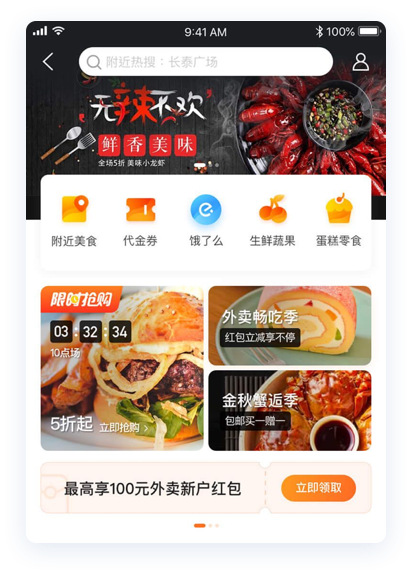 9:41 AM
100%
附近热搜：长泰广场
无辣不欢
鲜香美味
全场5折 美味小龙虾
附近美食
代金券
饿了么
生鲜蔬果
蛋糕零食
限时抢购
03:32:34
10点场
5折起 立即抢购 >
外卖畅吃季
红包立减享不停
金秋蟹逅季
包邮买一赠一
最高享100元外卖新户红包
立即领取